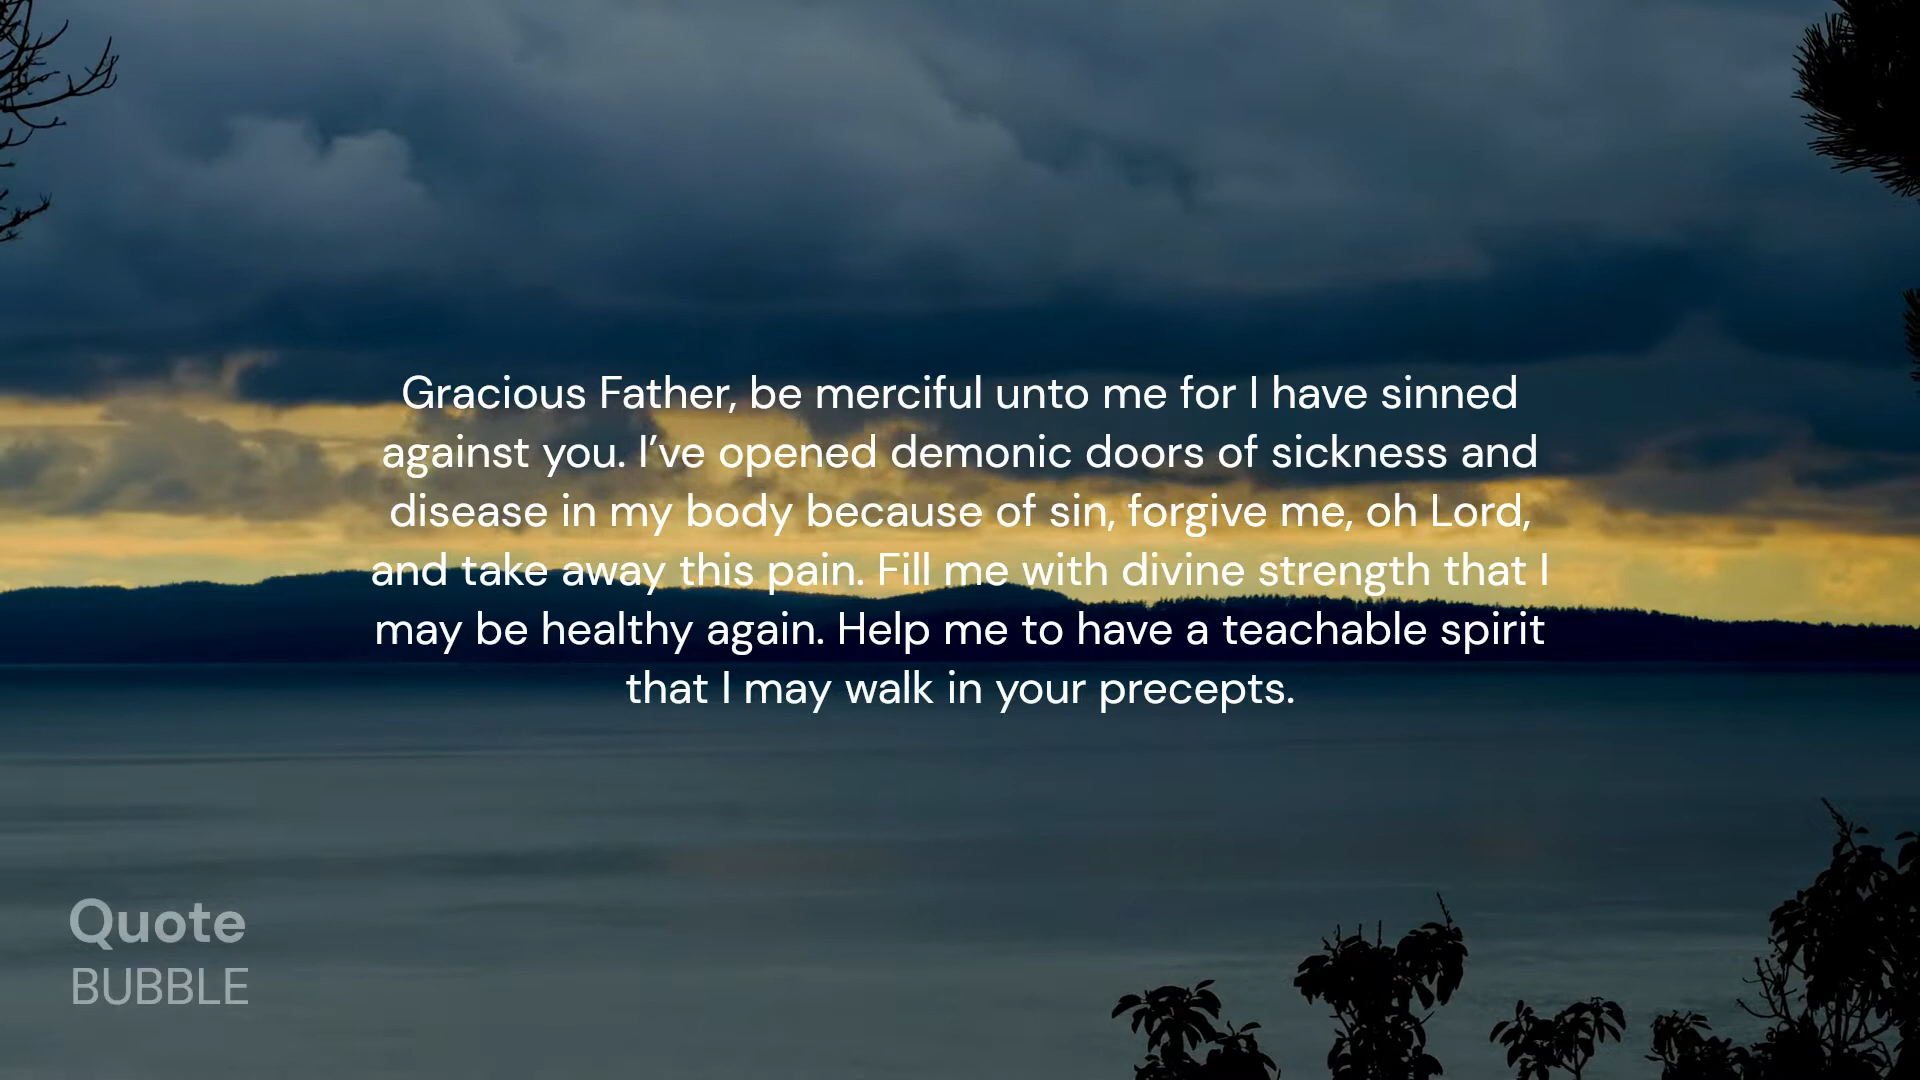 Gracious Father, be merciful unto me for I have sinned
against you. I’ve opened demonic doors of sickness and
disease in my body because of sin, forgive me, oh Lord,
and take away this pain. Fill me with divine strength that I
may be healthy again. Help me to have a teachable spirit
that I may walk in your precepts.
Quote
BUBBLE